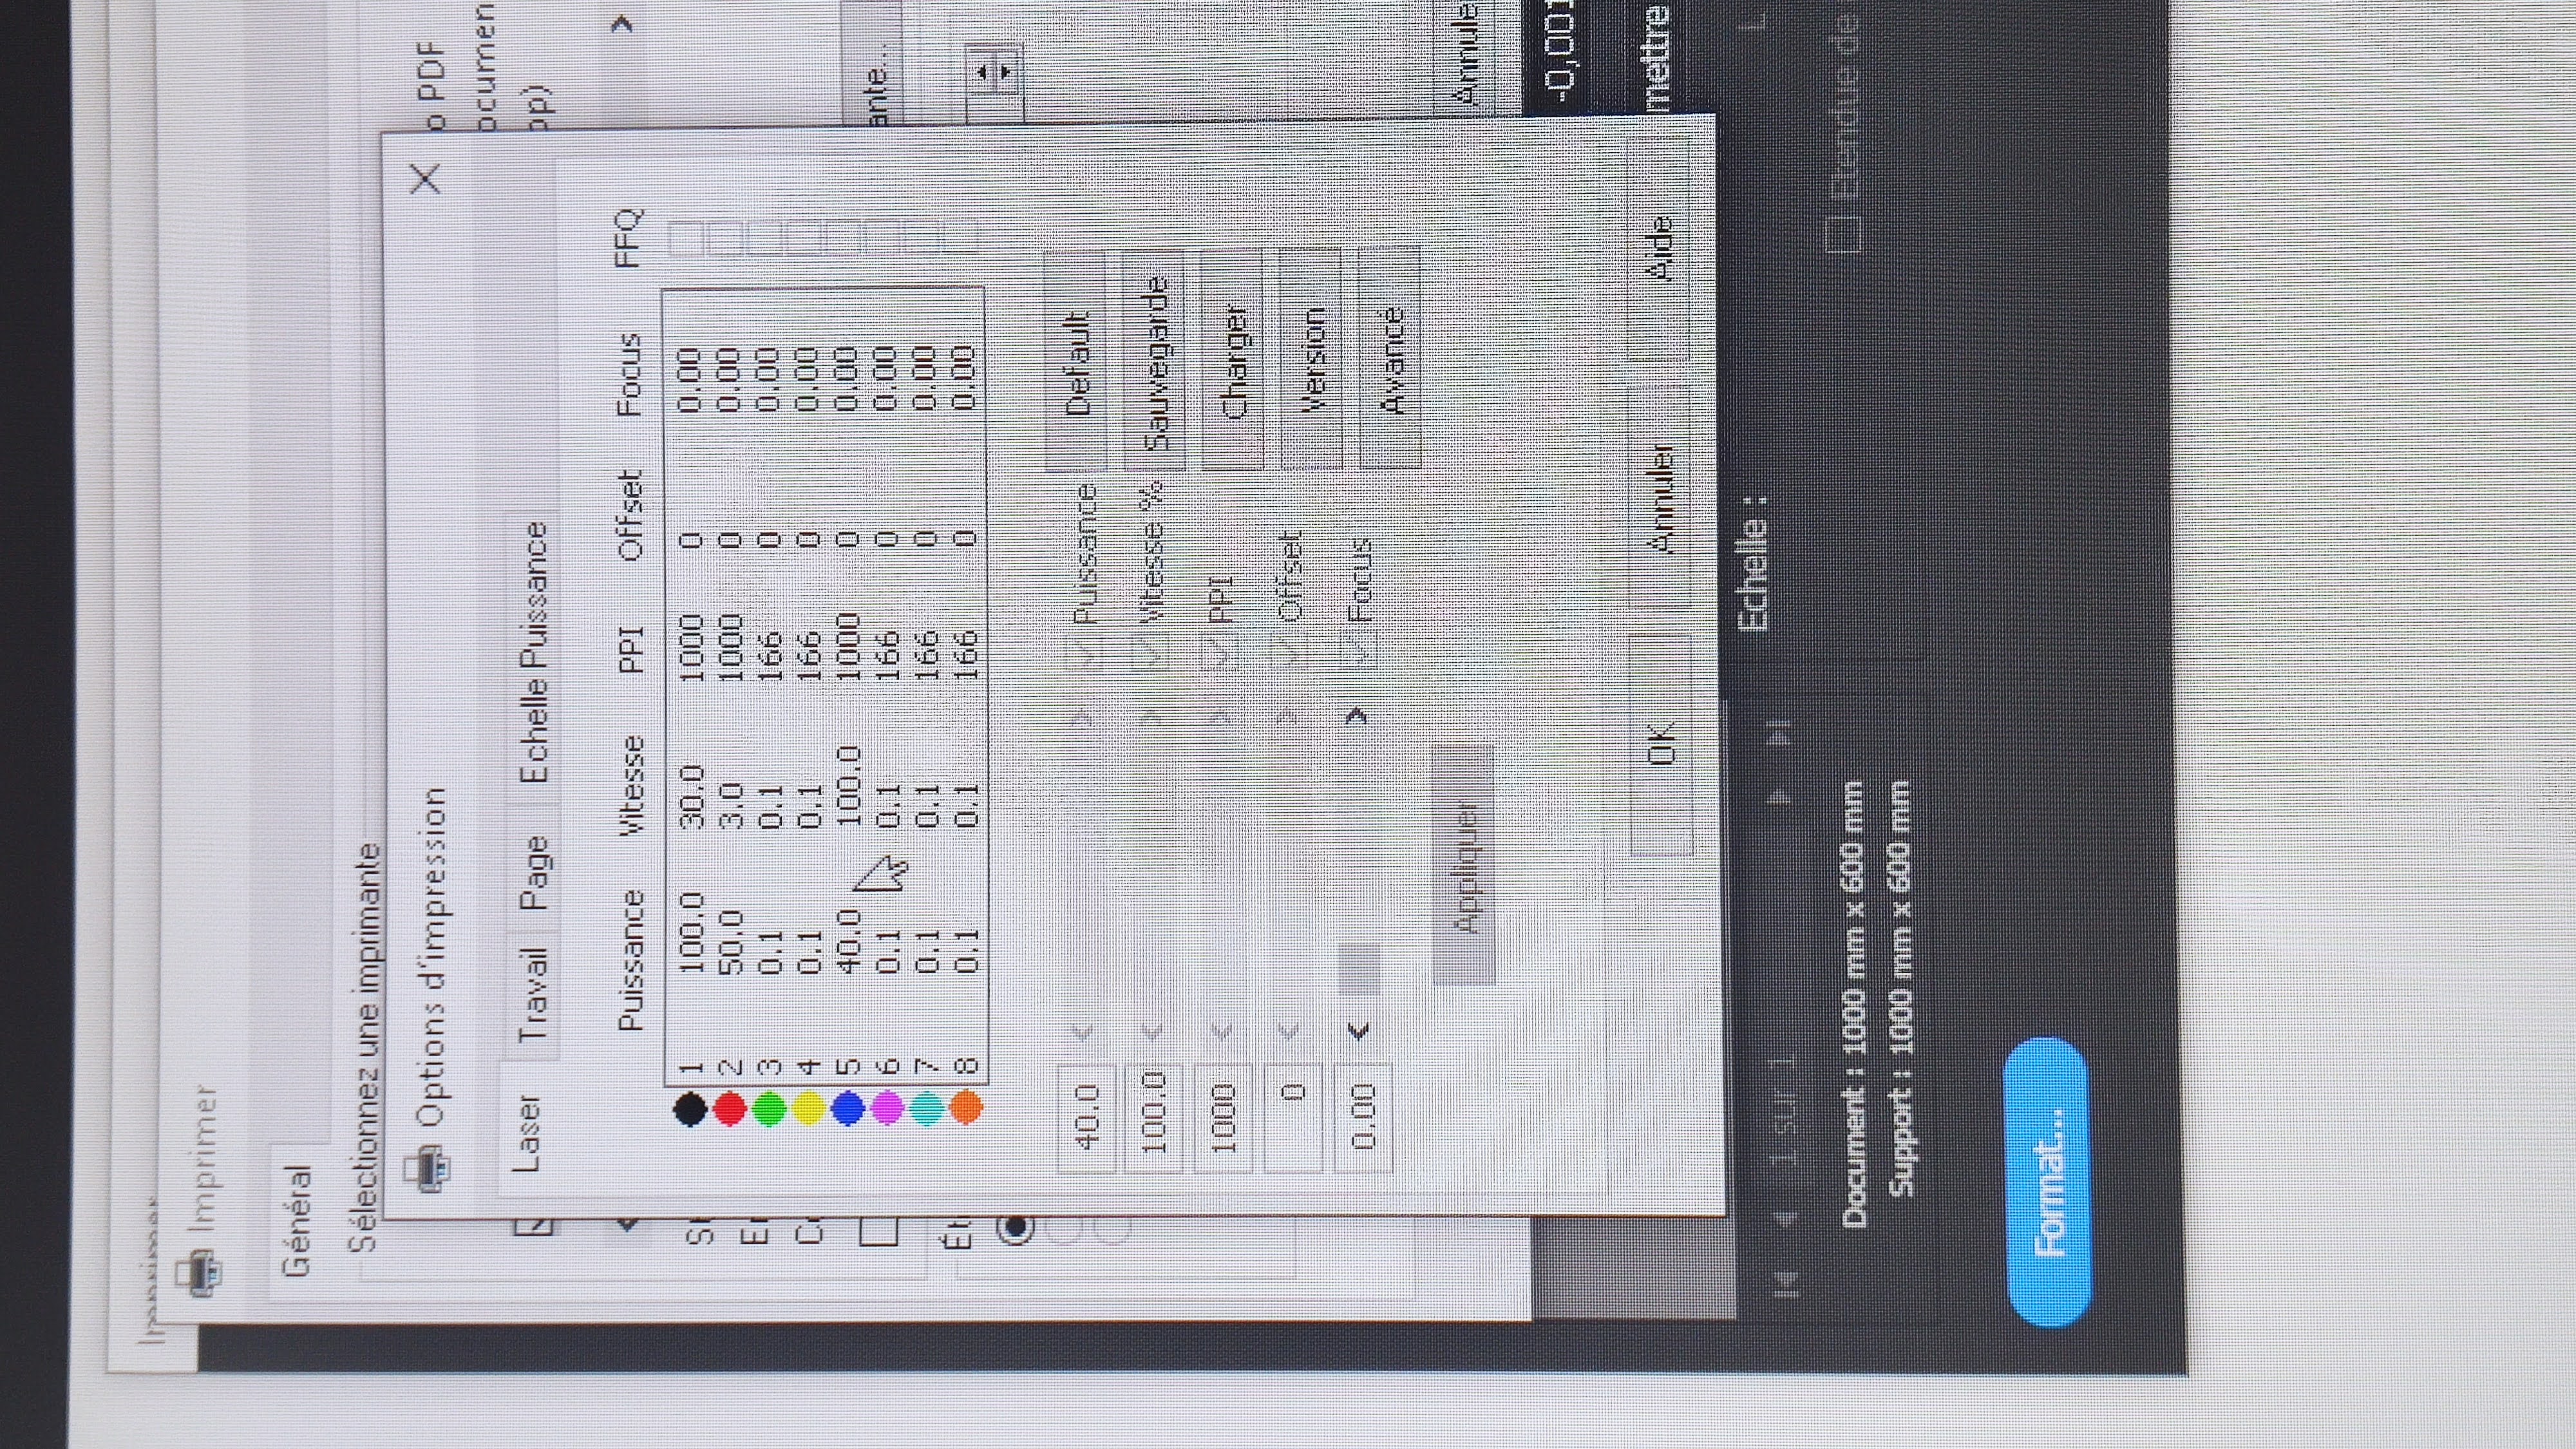 Imprimer
Imprimer
Général
Sélectionnez une imprimante
Options d'impression
o PDF
ocumen
op)
Laser Travail Page Echelle Puissance
Puissance Vitesse PPI Offset Focus FFQ
1 100.0 30.0 1000 0 0.00
2 50.0 3.0 1000 0 0.00
3 0.1 0.1 166 0 0.00
4 0.1 0.1 166 0 0.00
5 40.0 100.0 1000 0 0.00
6 0.1 0.1 166 0 0.00
7 0.1 0.1 166 0 0.00
8 0.1 0.1 166 0 0.00
ante...
Ét
40.0 Puissance Default
100.0 Vitesse % Sauvegarde
1000 PPI Charger
0 Offset Version
0.00 Focus Avancé
Appliquer
Annule
-0,001
OK Annuler Aide
mettre
Echelle : L
1 sur 1
Etendue de
Document : 1000 mm x 600 mm
Support : 1000 mm x 600 mm
Format...